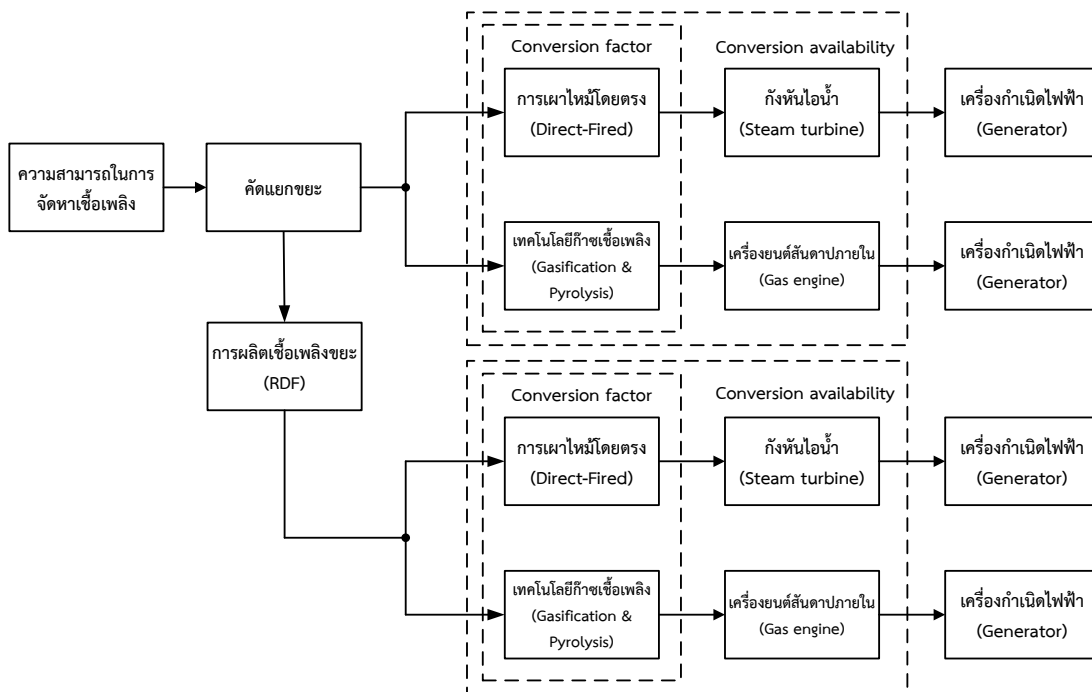 Conversion factor
Conversion availability
การเผาไหม้โดยตรง
(Direct-Fired)
กังหันไอน้ำ
(Steam turbine)
เครื่องกำเนิดไฟฟ้า
(Generator)
ความสามารถในการ
จัดหาเชื้อเพลิง
คัดแยกขยะ
เทคโนโลยีก๊าซเชื้อเพลิง
(Gasification &
Pyrolysis)
เครื่องยนต์สันดาปภายใน
(Gas engine)
เครื่องกำเนิดไฟฟ้า
(Generator)
การผลิตเชื้อเพลิงขยะ
(RDF)
Conversion factor
Conversion availability
การเผาไหม้โดยตรง
(Direct-Fired)
กังหันไอน้ำ
(Steam turbine)
เครื่องกำเนิดไฟฟ้า
(Generator)
เทคโนโลยีก๊าซเชื้อเพลิง
(Gasification &
Pyrolysis)
เครื่องยนต์สันดาปภายใน
(Gas engine)
เครื่องกำเนิดไฟฟ้า
(Generator)